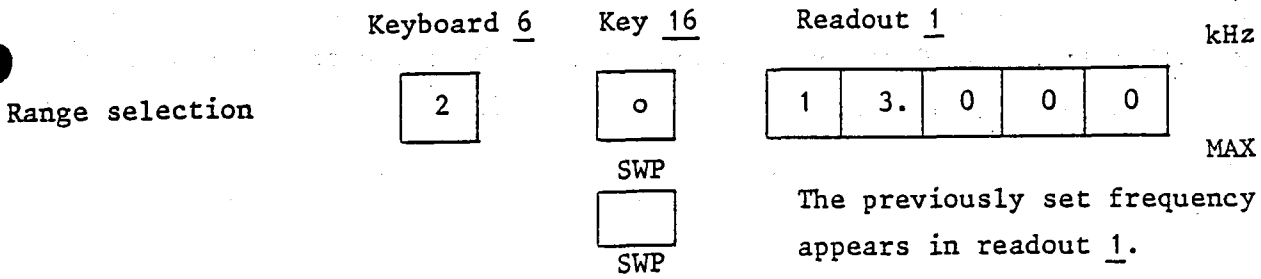 Keyboard 6 Key 16 Readout 1
kHz
Range selection 2 o 1 3. 0 0 0
MAX
SWP
The previously set frequency
appears in readout 1.
SWP